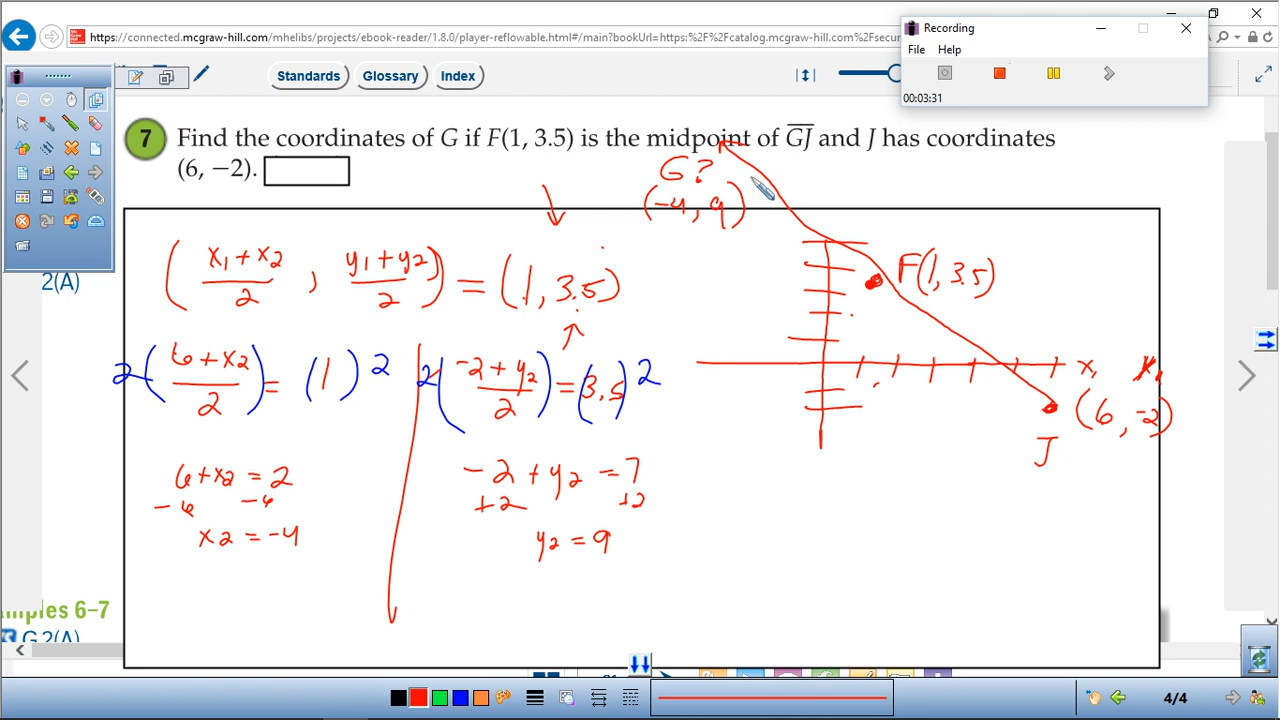 https://connected.mcgraw-hill.com/mhelibs/projects/ebook-reader/1.8.0/player-reflowable.html#/main?bookUrl=https:%2F%2Fcatalog.mcgraw-hill.com%2Fsecur
Recording
File Help
00:03:31
Standards Glossary Index
7 Find the coordinates of G if F(1, 3.5) is the midpoint of GJ and J has coordinates
(6, −2).
G?
(-4, 9)
(x1 + x2 / 2 , y1 + y2 / 2) = (1, 3.5)
F(1, 3.5)
2(A)
2(6 + x2 / 2) = (1)2
2(-2 + y2 / 2) = (3.5)2
x
(6, -2)
J
6 + x2 = 2
-6 -6
x2 = -4
-2 + y2 = 7
+2 +2
y2 = 9
mples 6–7
G.2(A)
4/4